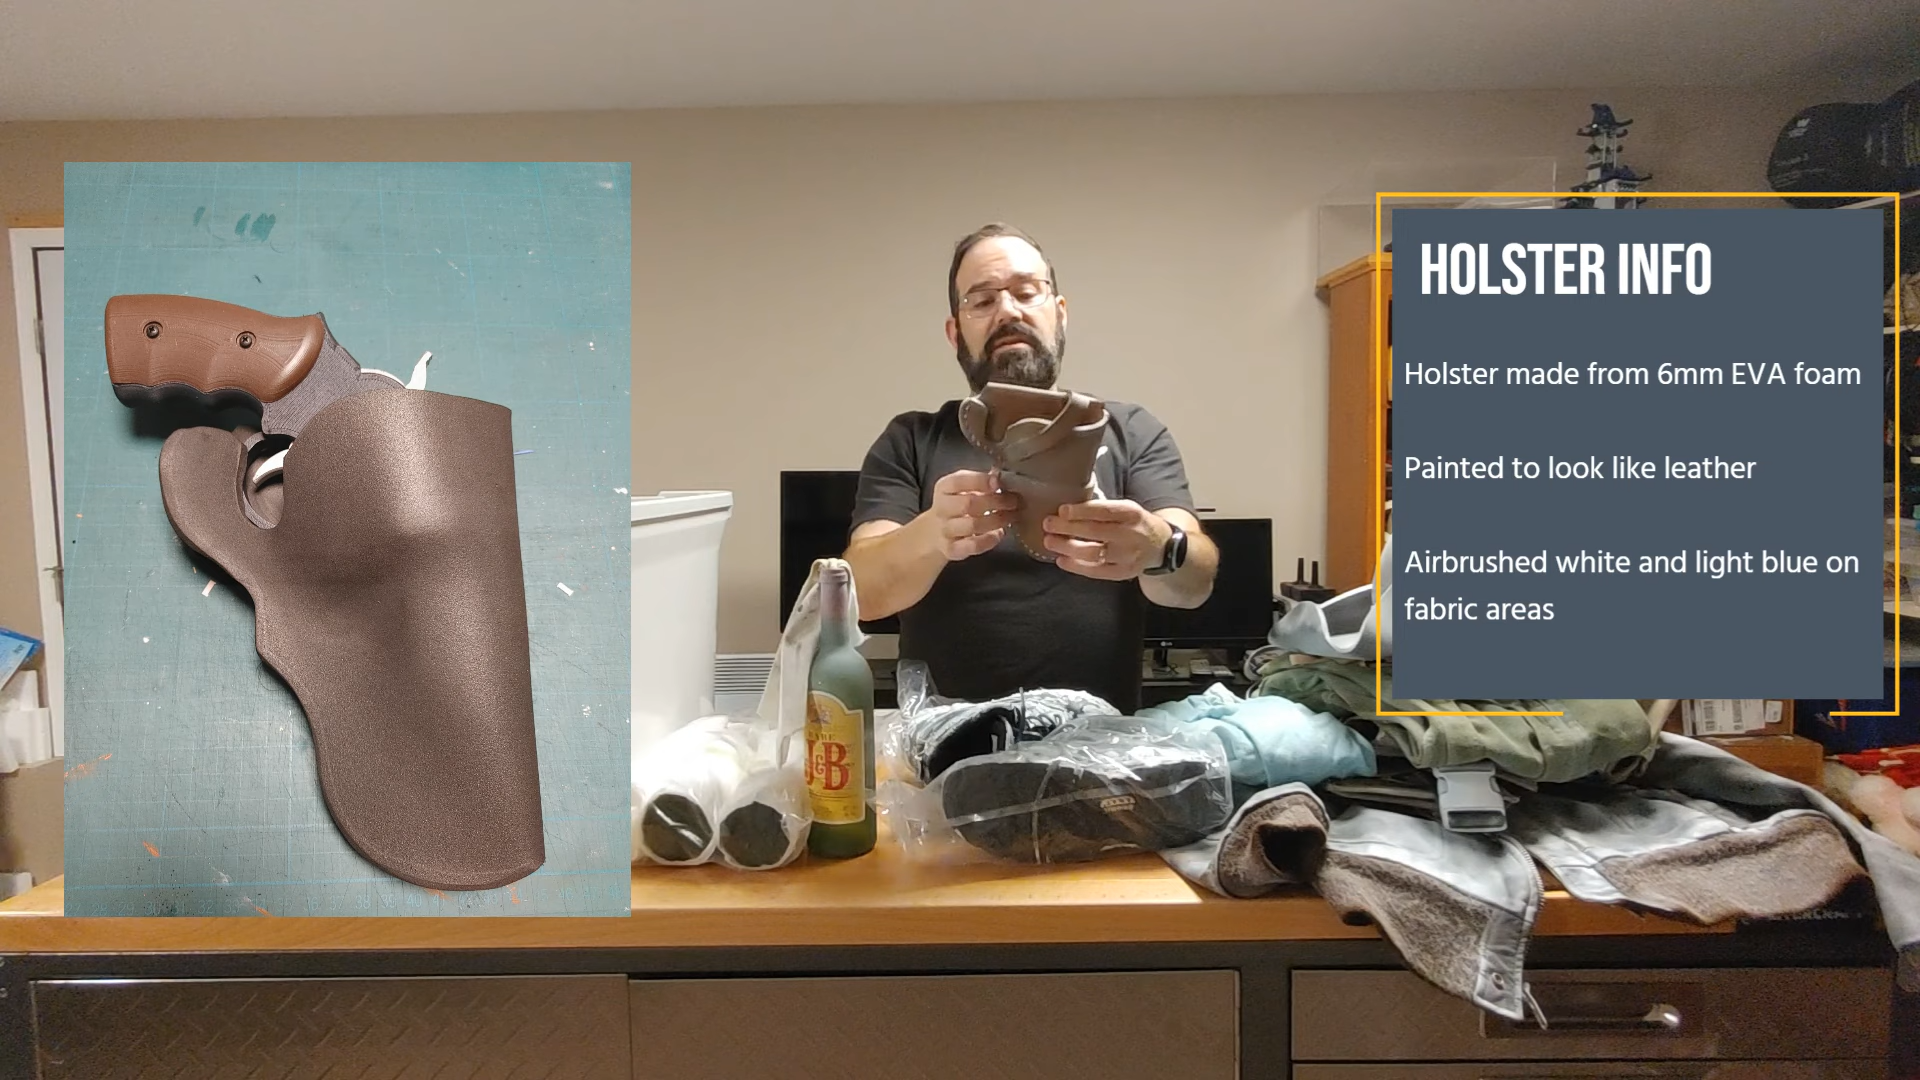 HOLSTER INFO
Holster made from 6mm EVA foam
Painted to look like leather
Airbrushed white and light blue on
fabric areas
RARE
J&B